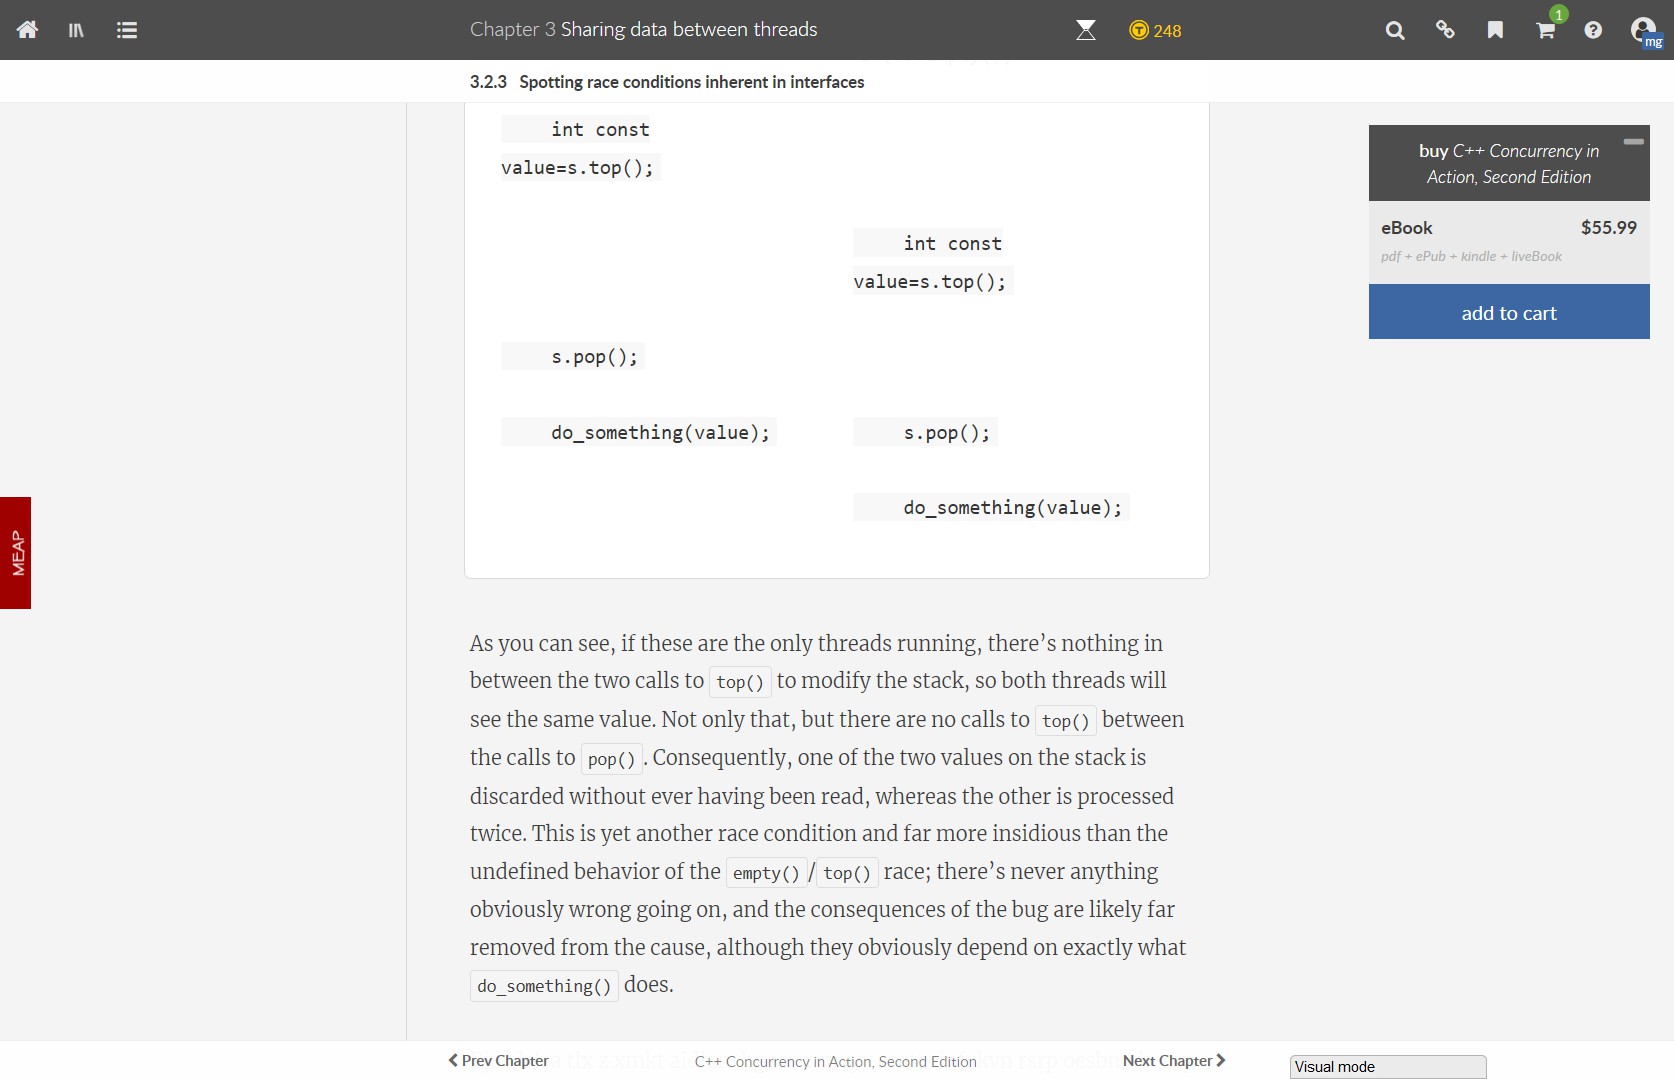 Chapter 3 Sharing data between threads
248
1
mg
3.2.3 Spotting race conditions inherent in interfaces
int const
value=s.top();
int const
value=s.top();
s.pop();
do_something(value);
s.pop();
do_something(value);
buy C++ Concurrency in
Action, Second Edition
eBook $55.99
pdf + ePub + kindle + liveBook
add to cart
MEAP
As you can see, if these are the only threads running, there’s nothing in
between the two calls to top() to modify the stack, so both threads will
see the same value. Not only that, but there are no calls to top() between
the calls to pop(). Consequently, one of the two values on the stack is
discarded without ever having been read, whereas the other is processed
twice. This is yet another race condition and far more insidious than the
undefined behavior of the empty()/top() race; there’s never anything
obviously wrong going on, and the consequences of the bug are likely far
removed from the cause, although they obviously depend on exactly what
do_something() does.
Prev Chapter
C++ Concurrency in Action, Second Edition
Next Chapter
Visual mode